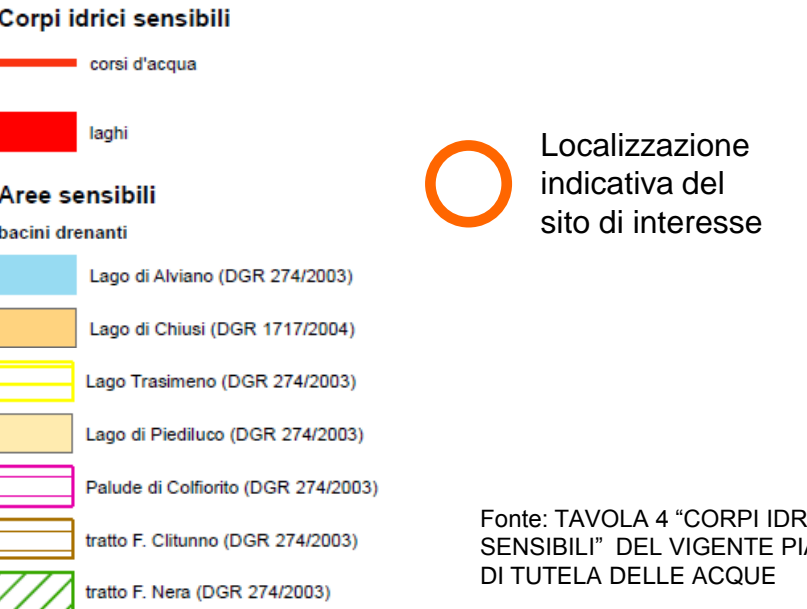 Corpi idrici sensibili
corsi d'acqua
laghi
Localizzazione
indicativa del
sito di interesse
Aree sensibili
bacini drenanti
Lago di Alviano (DGR 274/2003)
Lago di Chiusi (DGR 1717/2004)
Lago Trasimeno (DGR 274/2003)
Lago di Piediluco (DGR 274/2003)
Palude di Colfiorito (DGR 274/2003)
tratto F. Clitunno (DGR 274/2003)
tratto F. Nera (DGR 274/2003)
Fonte: TAVOLA 4 “CORPI IDR
SENSIBILI” DEL VIGENTE PIA
DI TUTELA DELLE ACQUE